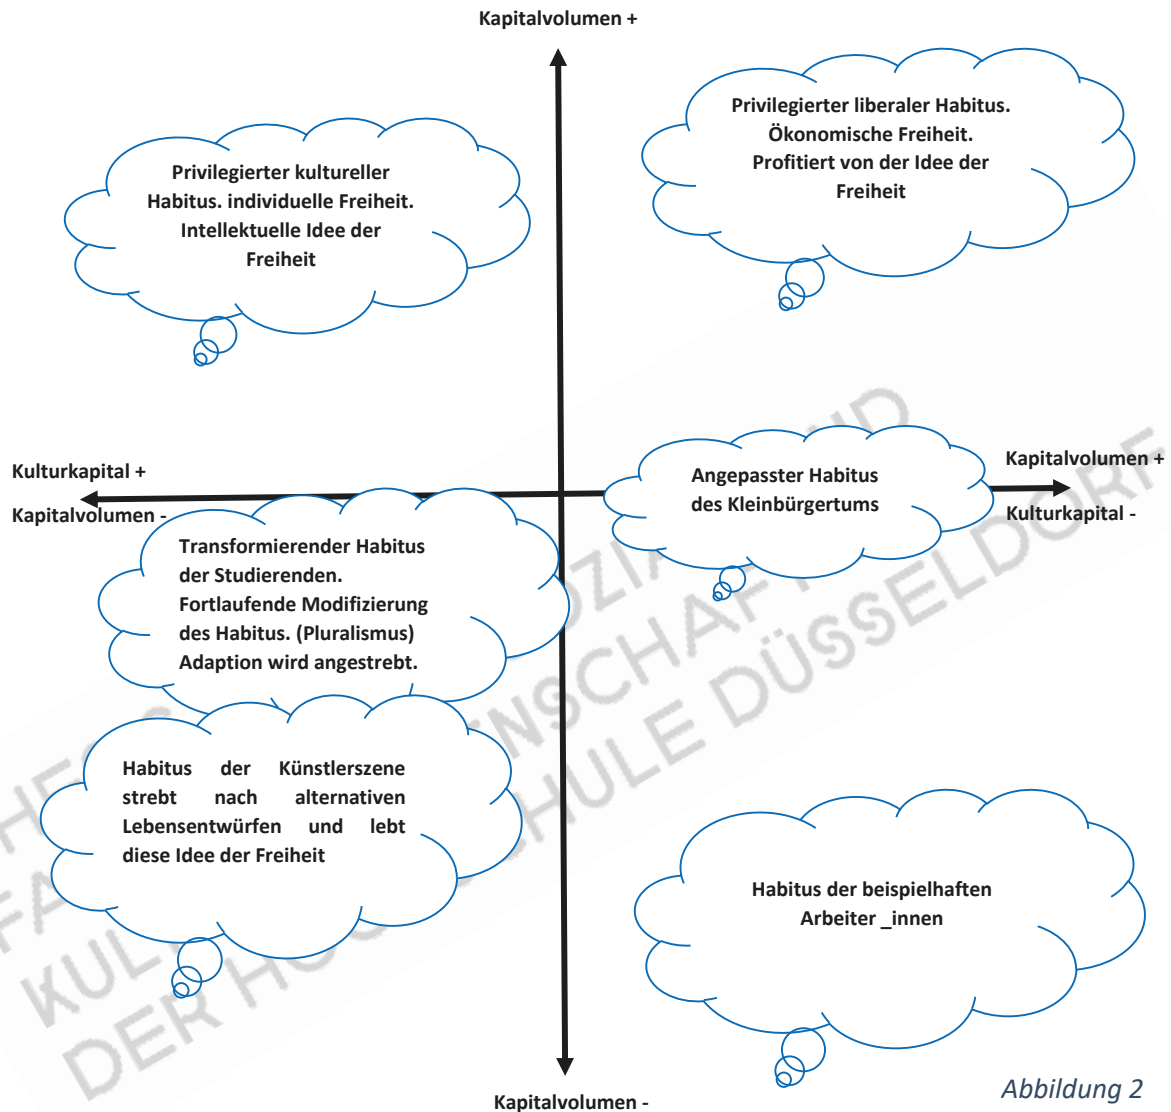 Kapitalvolumen +
Privilegierter liberaler Habitus.
Ökonomische Freiheit.
Profitiert von der Idee der
Freiheit
Privilegierter kultureller
Habitus. individuelle Freiheit.
Intellektuelle Idee der
Freiheit
Kulturkapital +
Kapitalvolumen -
Angepasster Habitus
des Kleinbürgertums
Kapitalvolumen +
Kulturkapital -
Transformierender Habitus
der Studierenden.
Fortlaufende Modifizierung
des Habitus. (Pluralismus)
Adaption wird angestrebt.
Habitus der Künstlerszene
strebt nach alternativen
Lebensentwürfen und lebt
diese Idee der Freiheit
Habitus der beispielhaften
Arbeiter _innen
Kapitalvolumen -
Abbildung 2
DÜSSELDORF